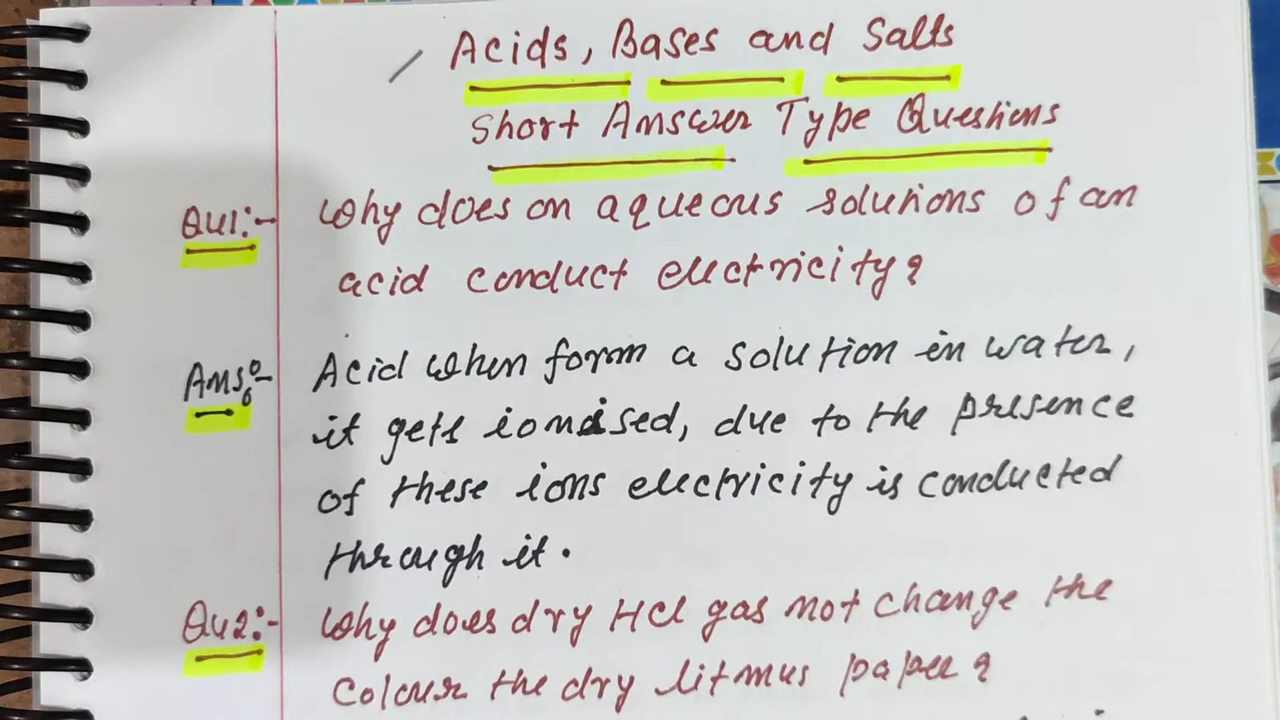 Acids, Bases and Salts
Short Answer Type Questions
Qu1:- Why does on aqueous solutions of an
acid conduct electricity?
Ans:- Acid when form a solution in water,
it gets ionised, due to the presence
of these ions electricity is conducted
through it.
Qu2:- Why does dry HCl gas not change the
Colour the dry litmus paper?